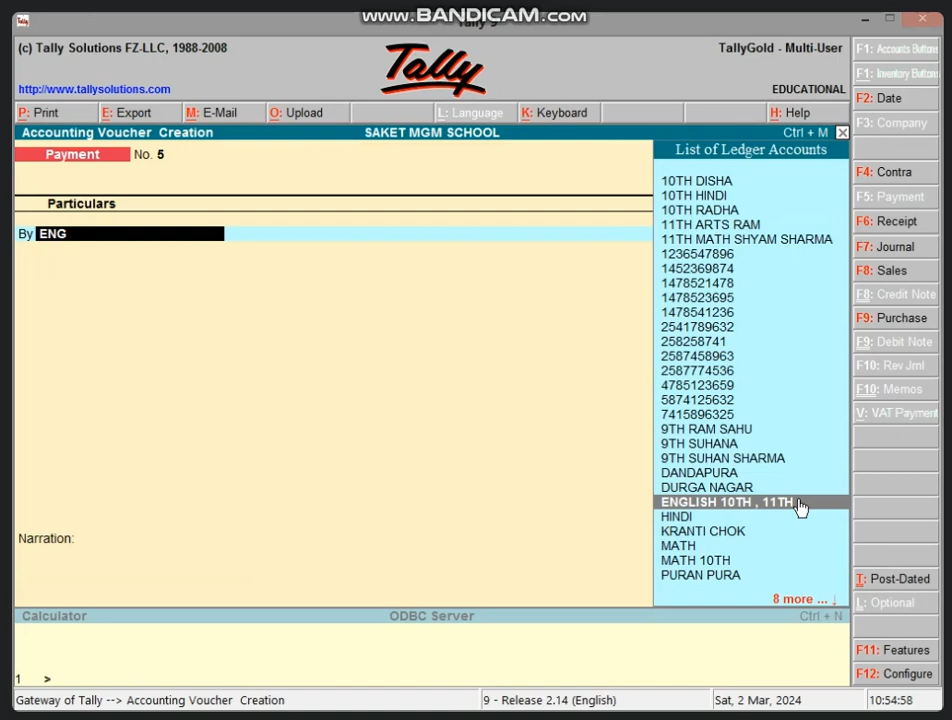 WWW.BANDICAM.COM
(c) Tally Solutions FZ-LLC, 1988-2008
Tally
TallyGold - Multi-User
http://www.tallysolutions.com
EDUCATIONAL
P: Print
E: Export
M: E-Mail
O: Upload
L: Language
K: Keyboard
H: Help
Accounting Voucher Creation
SAKET MGM SCHOOL
Ctrl + M
Payment No. 5
Particulars
By ENG
Narration:
List of Ledger Accounts
10TH DISHA
10TH HINDI
10TH RADHA
11TH ARTS RAM
11TH MATH SHYAM SHARMA
1236547896
1452369874
1478521478
1478523695
1478541236
2541789632
258258741
2587458963
2587774536
4785123659
5874125632
7415896325
9TH RAM SAHU
9TH SUHANA
9TH SUHAN SHARMA
DANDAPURA
DURGA NAGAR
ENGLISH 10TH , 11TH
HINDI
KRANTI CHOK
MATH
MATH 10TH
PURAN PURA
8 more ... ↓
F1: Accounts Buttons
F1: Inventory Buttons
F2: Date
F3: Company
F4: Contra
F5: Payment
F6: Receipt
F7: Journal
F8: Sales
F8: Credit Note
F9: Purchase
F9: Debit Note
F10: Rev Jrnl
F10: Memos
V: VAT Payment
T: Post-Dated
L: Optional
F11: Features
F12: Configure
Calculator
ODBC Server
Ctrl + N
1 >
Gateway of Tally --> Accounting Voucher Creation
9 - Release 2.14 (English)
Sat, 2 Mar, 2024
10:54:58